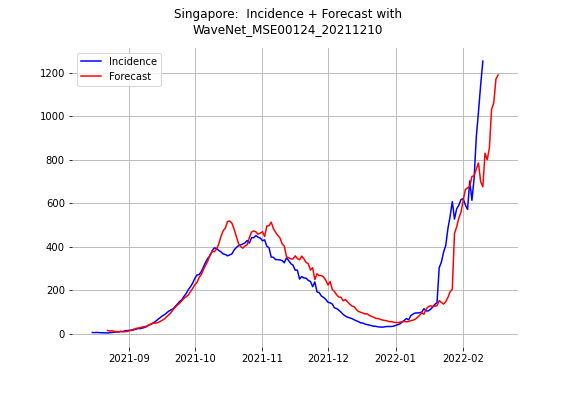 Singapore:  Incidence + Forecast with
WaveNet_MSE00124_20211210
Incidence
Forecast
1200
1000
800
600
400
200
0
2021-09 2021-10 2021-11 2021-12 2022-01 2022-02